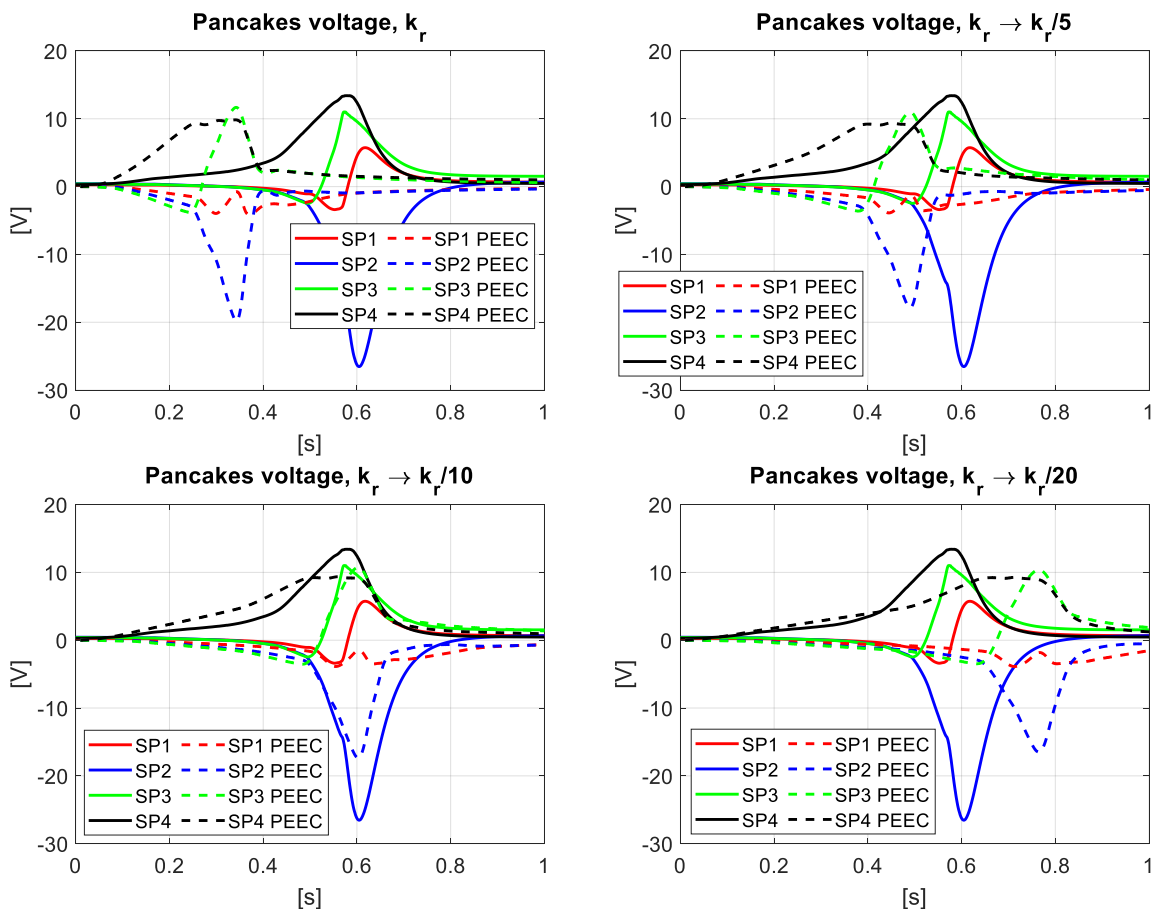 Pancakes voltage, k_r
20
10
0
-10
-20
-30
[V]
0 0.2 0.4 0.6 0.8 1
[s]
SP1 SP1 PEEC
SP2 SP2 PEEC
SP3 SP3 PEEC
SP4 SP4 PEEC
Pancakes voltage, k_r → k_r/5
20
10
0
-10
-20
-30
[V]
0 0.2 0.4 0.6 0.8 1
[s]
SP1 SP1 PEEC
SP2 SP2 PEEC
SP3 SP3 PEEC
SP4 SP4 PEEC
Pancakes voltage, k_r → k_r/10
20
10
0
-10
-20
-30
[V]
0 0.2 0.4 0.6 0.8 1
[s]
SP1 SP1 PEEC
SP2 SP2 PEEC
SP3 SP3 PEEC
SP4 SP4 PEEC
Pancakes voltage, k_r → k_r/20
20
10
0
-10
-20
-30
[V]
0 0.2 0.4 0.6 0.8 1
[s]
SP1 SP1 PEEC
SP2 SP2 PEEC
SP3 SP3 PEEC
SP4 SP4 PEEC